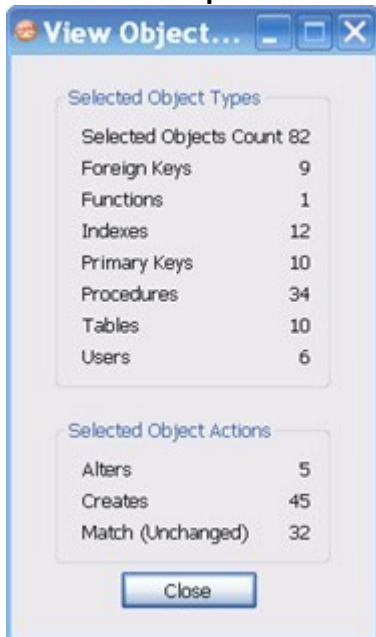 View Object...
Selected Object Types
Selected Objects Count 82
Foreign Keys 9
Functions 1
Indexes 12
Primary Keys 10
Procedures 34
Tables 10
Users 6
Selected Object Actions
Alters 5
Creates 45
Match (Unchanged) 32
Close